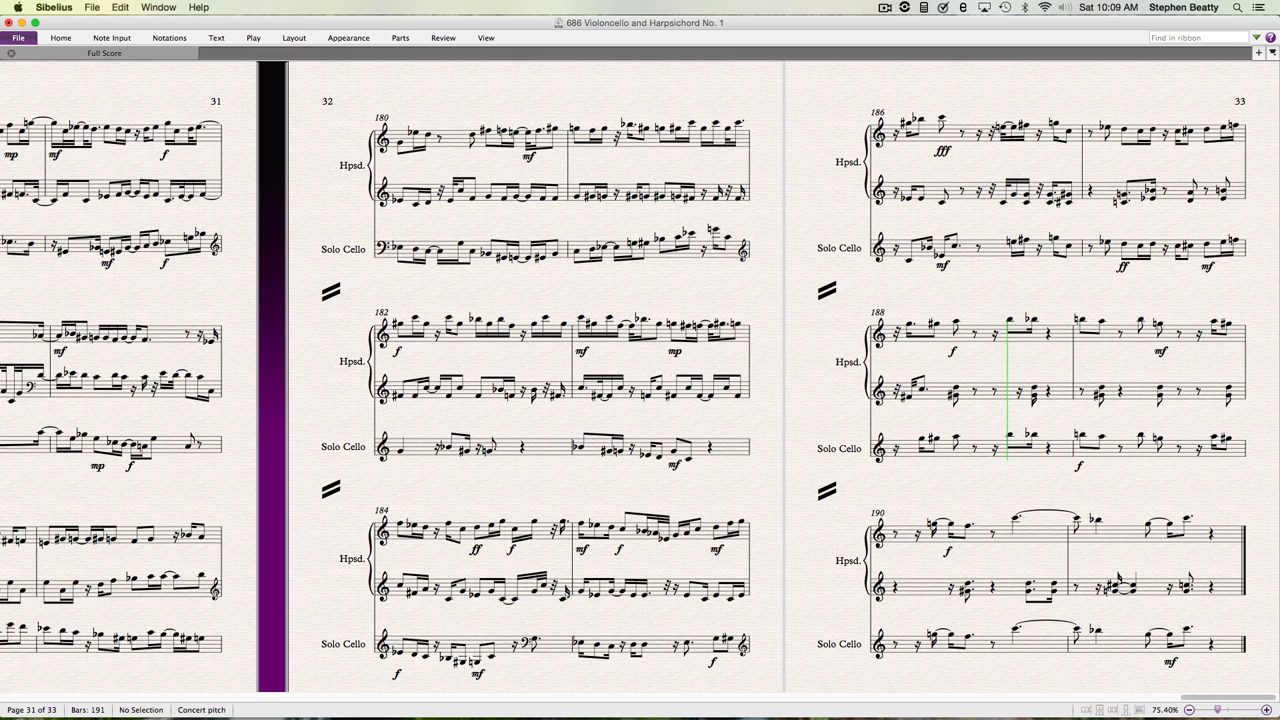 Sibelius File Edit Window Help Sat 10:09 AM Stephen Beatty
686 Violoncello and Harpsichord No. 1
File Home Note Input Notations Text Play Layout Appearance Parts Review View Find in ribbon
Full Score
31
mp mf f
mf f
mf
mp f
32
180
Hpsd.
mf
Solo Cello
182
Hpsd.
f mf mp
Solo Cello
mf
184
Hpsd.
ff f mf f mf
Solo Cello
f mf f
33
186
Hpsd.
fff
Solo Cello
mf ff mf
188
Hpsd.
f mf
Solo Cello
f
190
Hpsd.
f
Solo Cello
mf
Page 31 of 33 Bars: 191 No Selection Concert pitch 75.40%